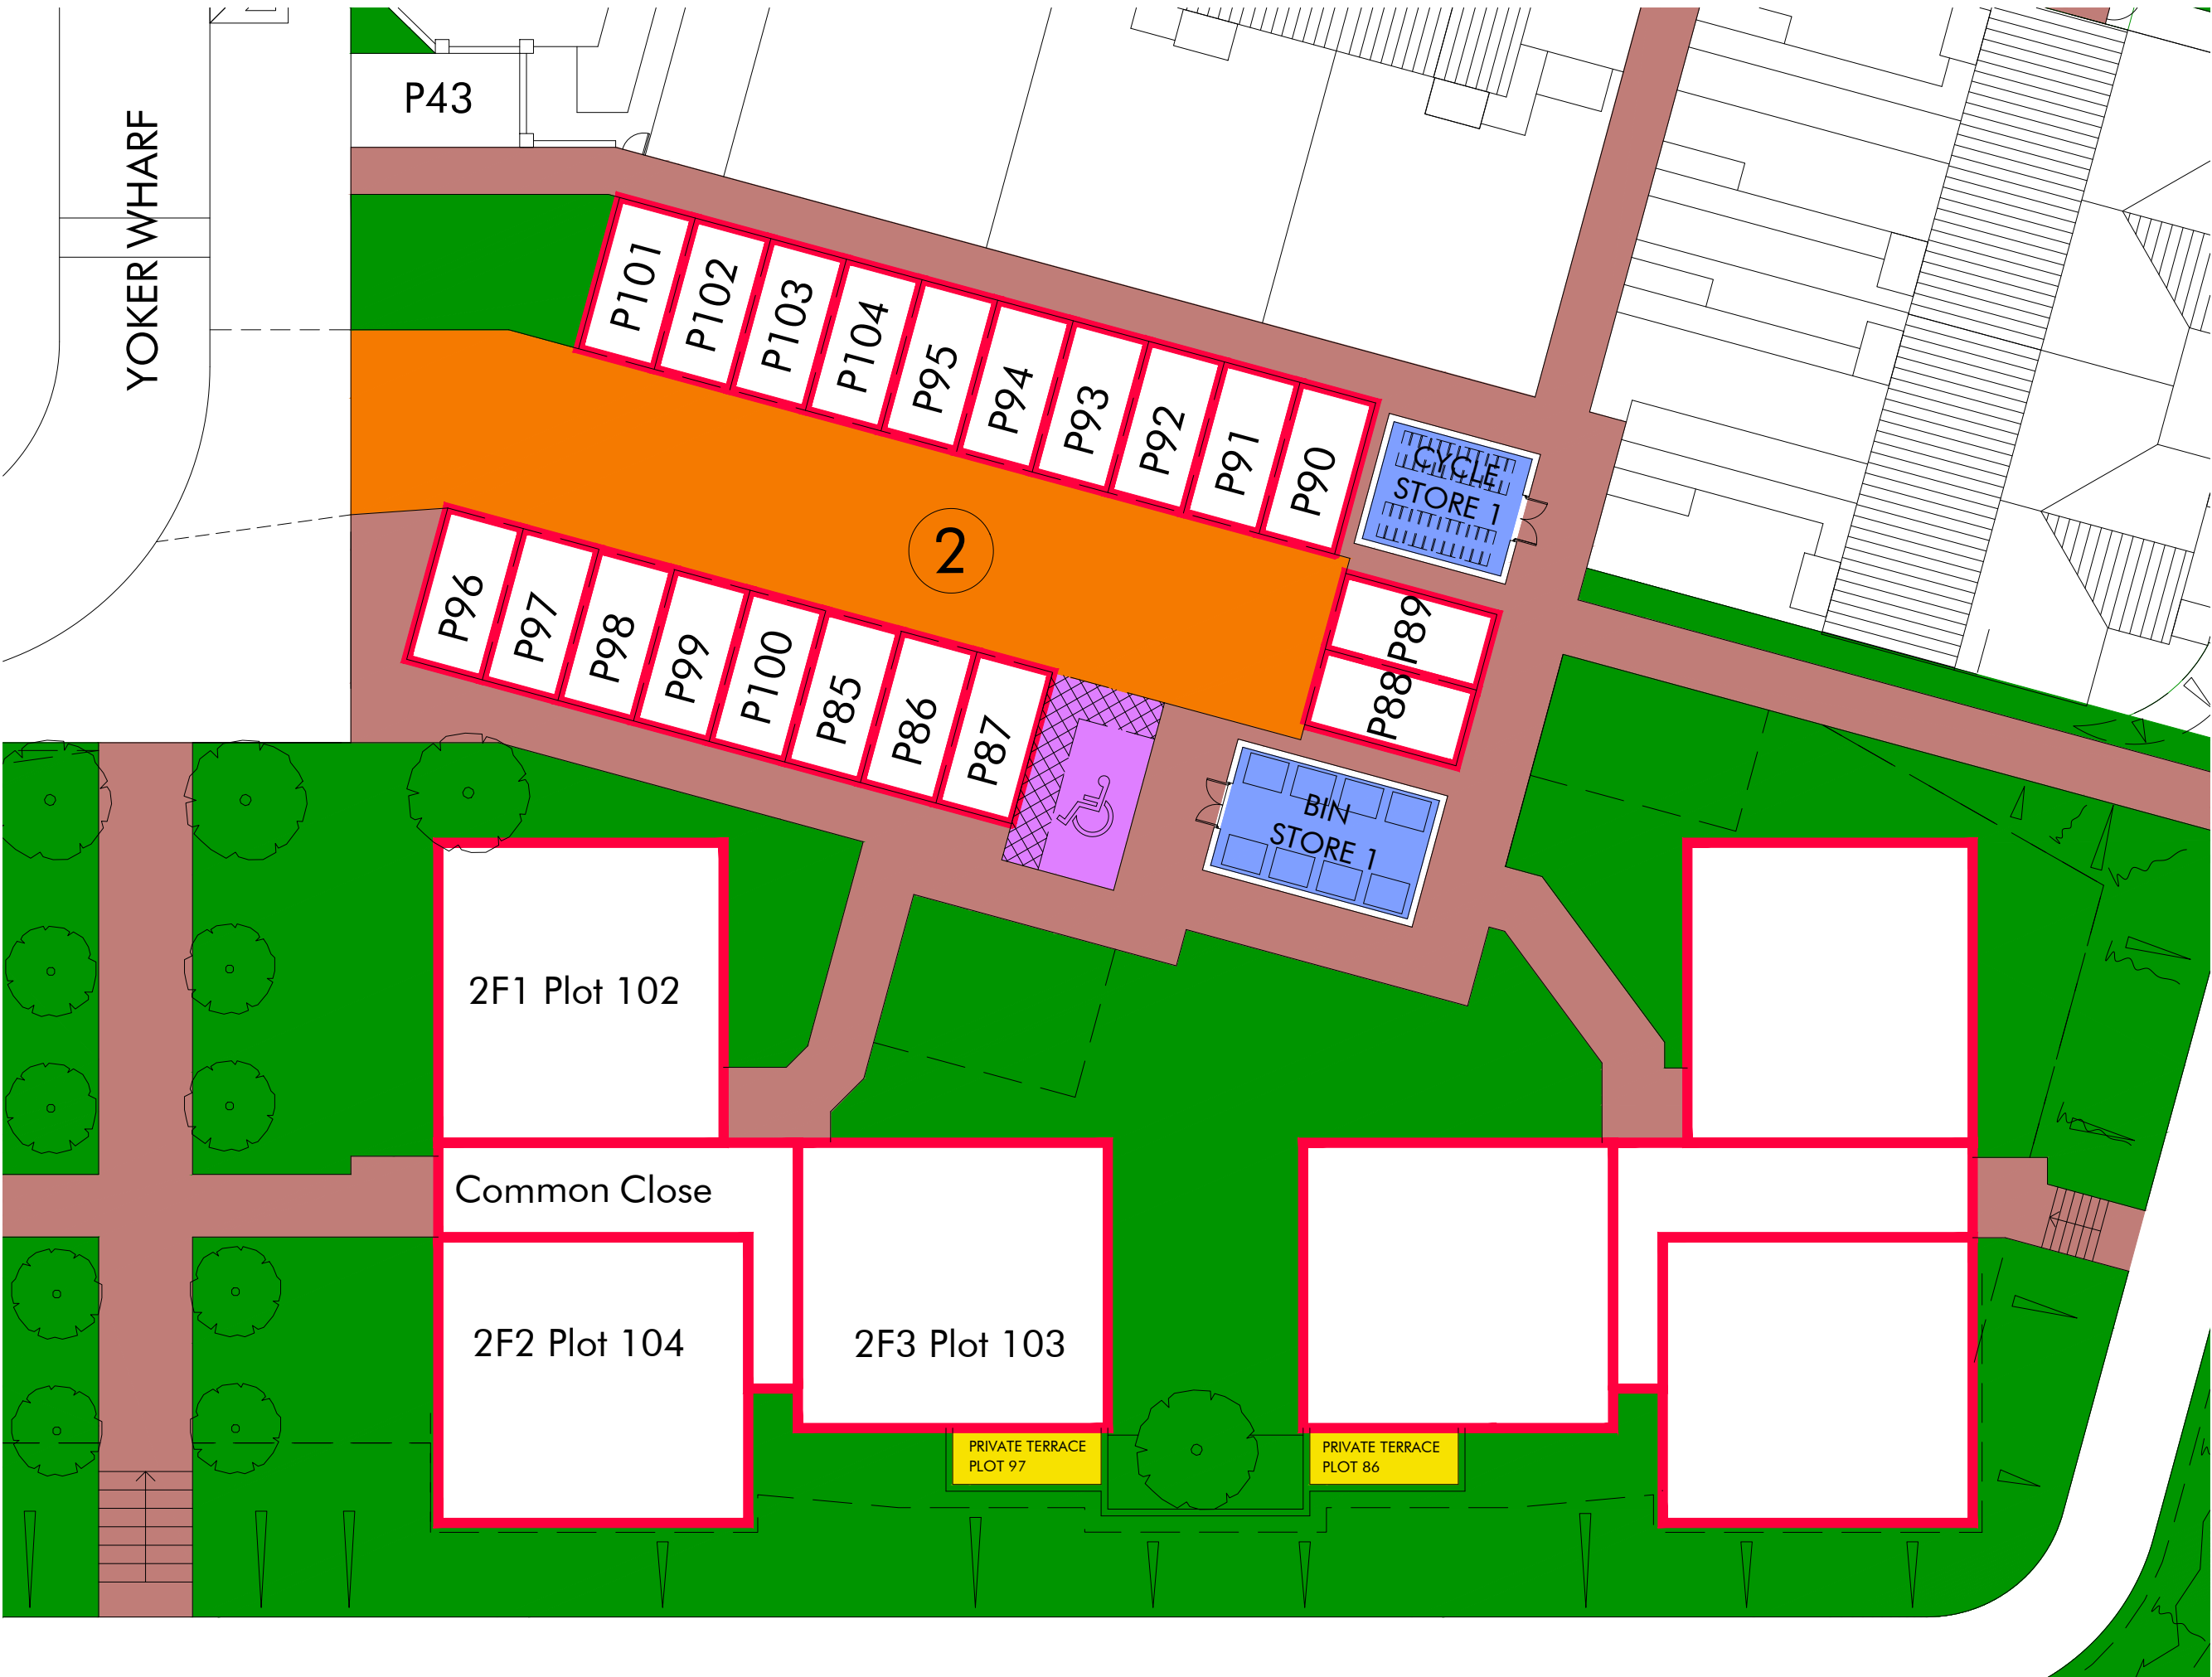 P43
YOKER WHARF
P101
P102
P103
P104
P95
P94
P93
P92
P91
P90
CYCLE
STORE 1
2
P96
P97
P98
P99
P100
P85
P86
P87
P89
P88
BIN
STORE 1
2F1 Plot 102
Common Close
2F2 Plot 104
2F3 Plot 103
PRIVATE TERRACE
PLOT 97
PRIVATE TERRACE
PLOT 86